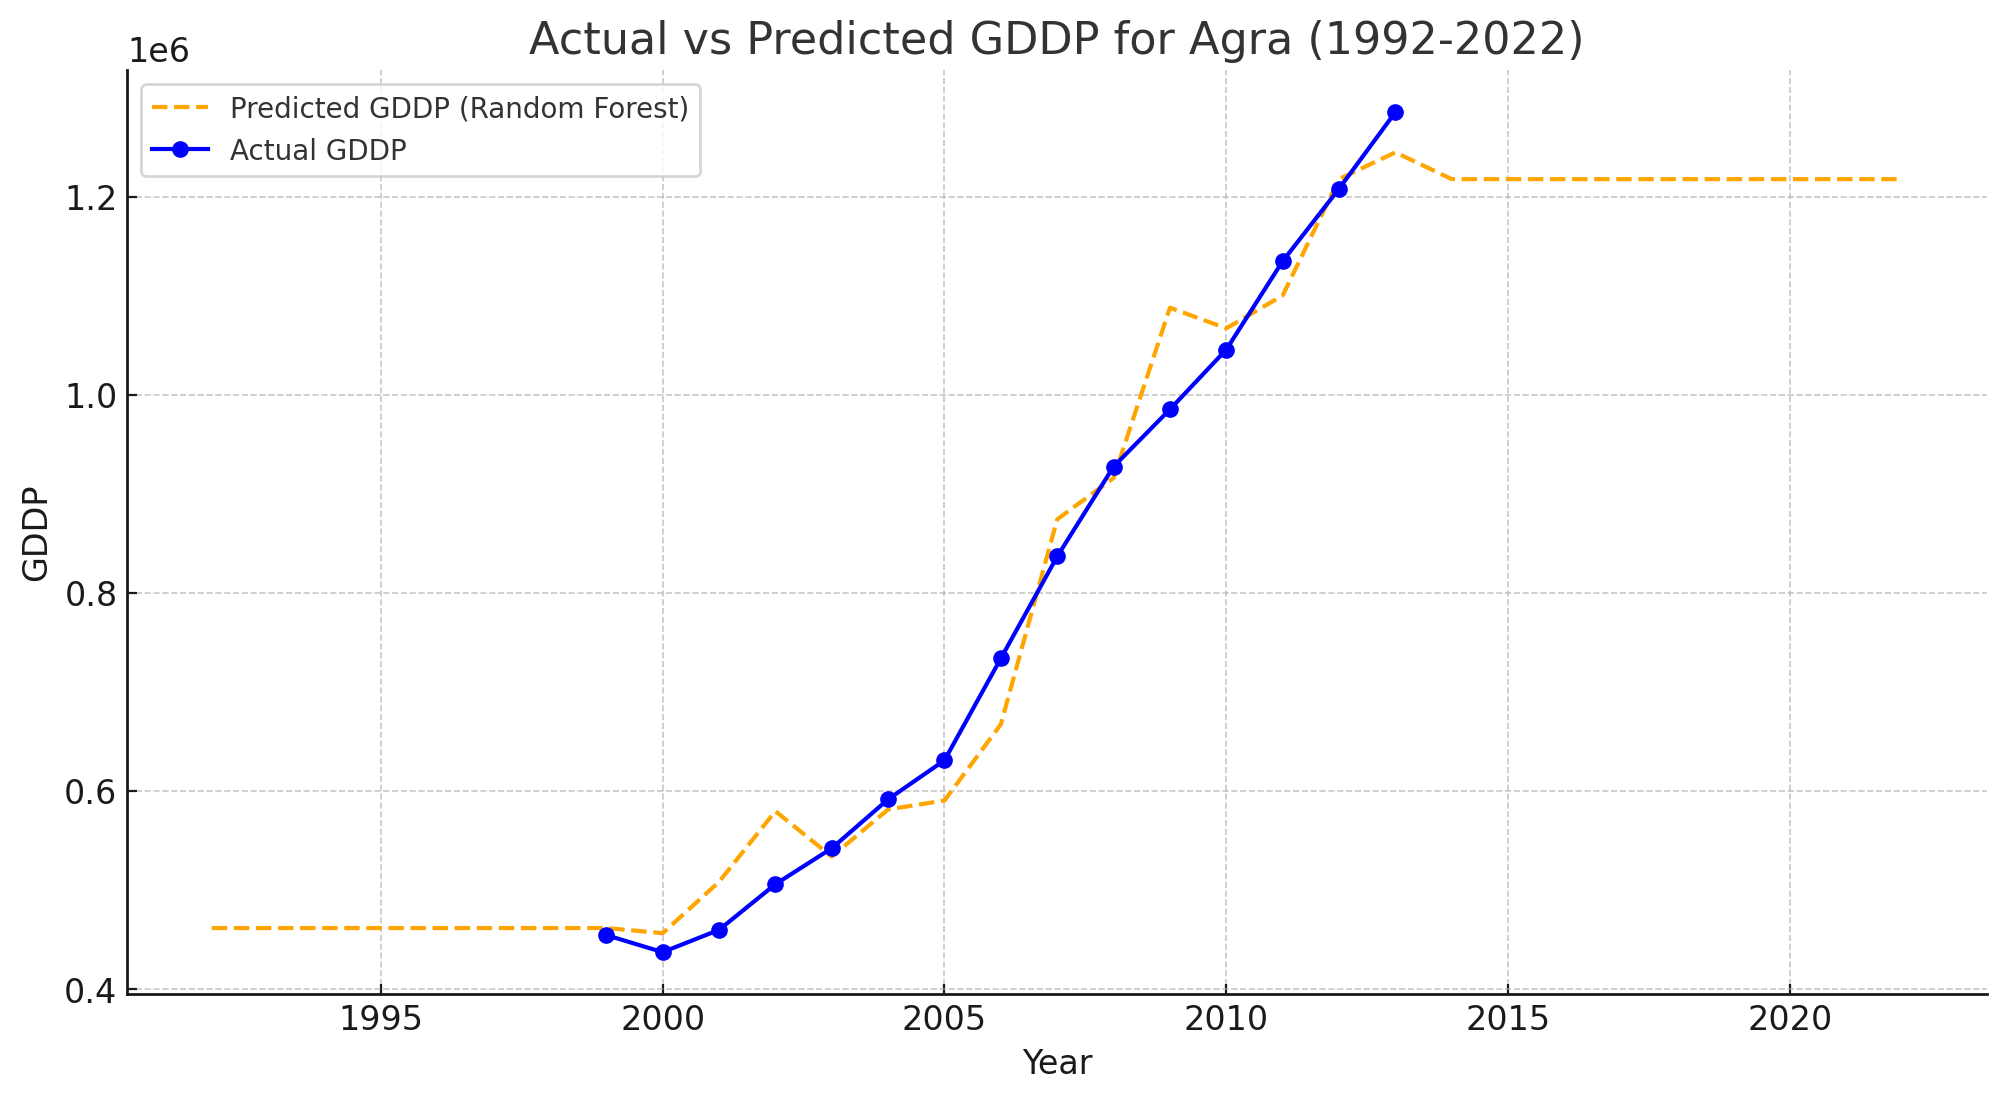 Actual vs Predicted GDDP for Agra (1992-2022)
1e6
Predicted GDDP (Random Forest)
Actual GDDP
1.2
1.0
0.8
0.6
0.4
GDDP
1995 2000 2005 2010 2015 2020
Year